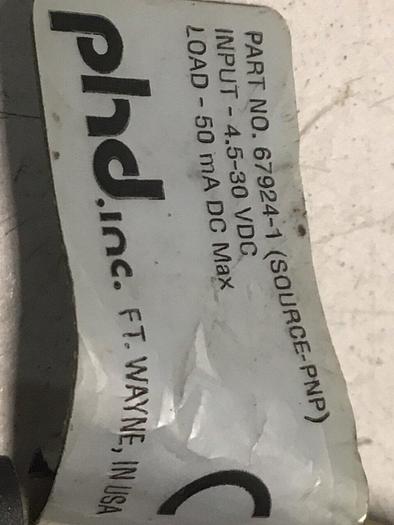 PART NO. 67924-1 (SOURCE-PNP)
INPUT - 4.5-30 VDC
LOAD - 50 mA DC Max
phd.inc. FT. WAYNE, IN USA